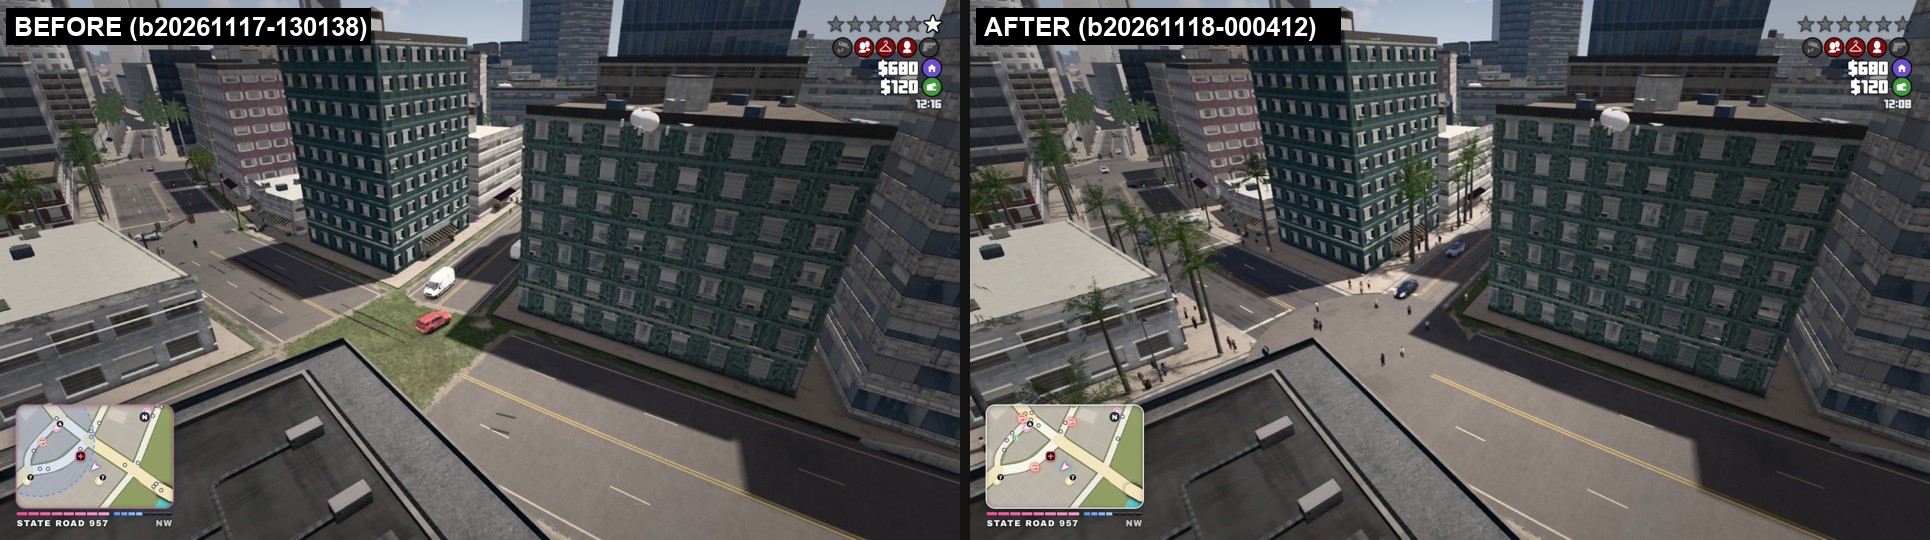 BEFORE (b20261117-130138)
$680
$120
12:16
N
STATE ROAD 957
NW
AFTER (b20261118-000412)
$680
$120
12:08
N
STATE ROAD 957
NW